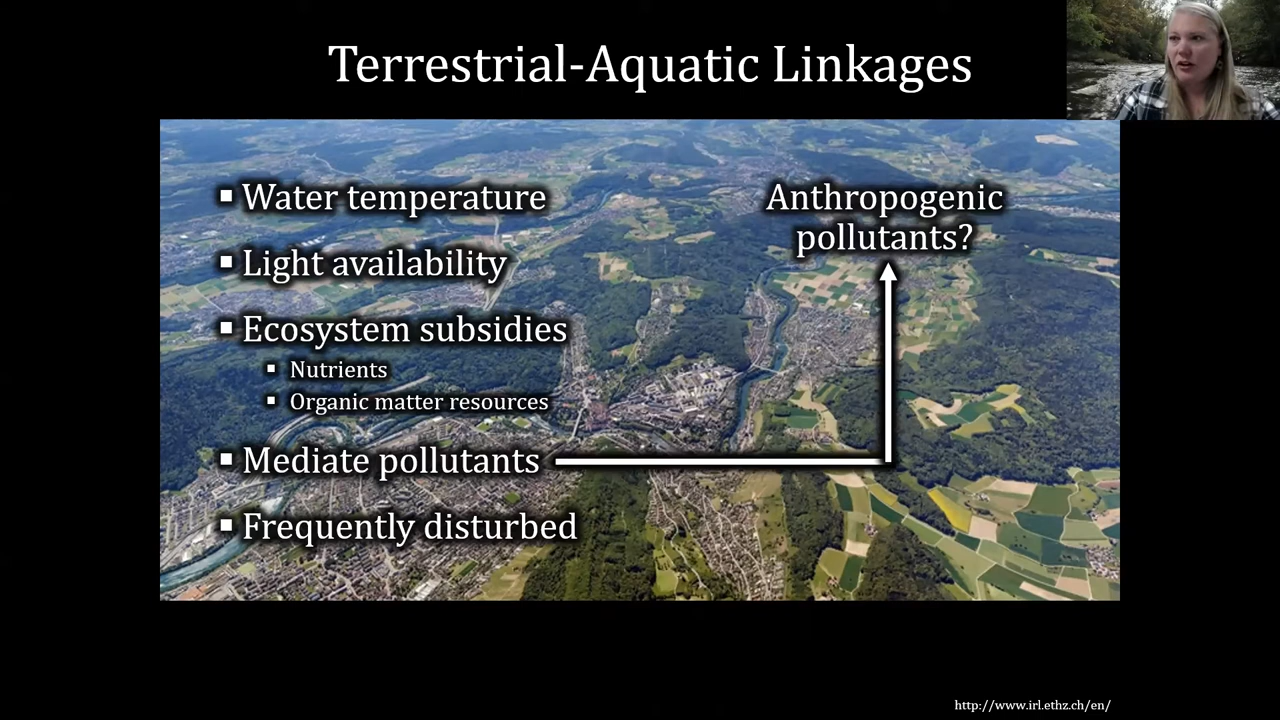 Terrestrial-Aquatic Linkages
▪ Water temperature
▪ Light availability
▪ Ecosystem subsidies
▪ Nutrients
▪ Organic matter resources
▪ Mediate pollutants
▪ Frequently disturbed
Anthropogenic
pollutants?
http://www.irl.ethz.ch/en/